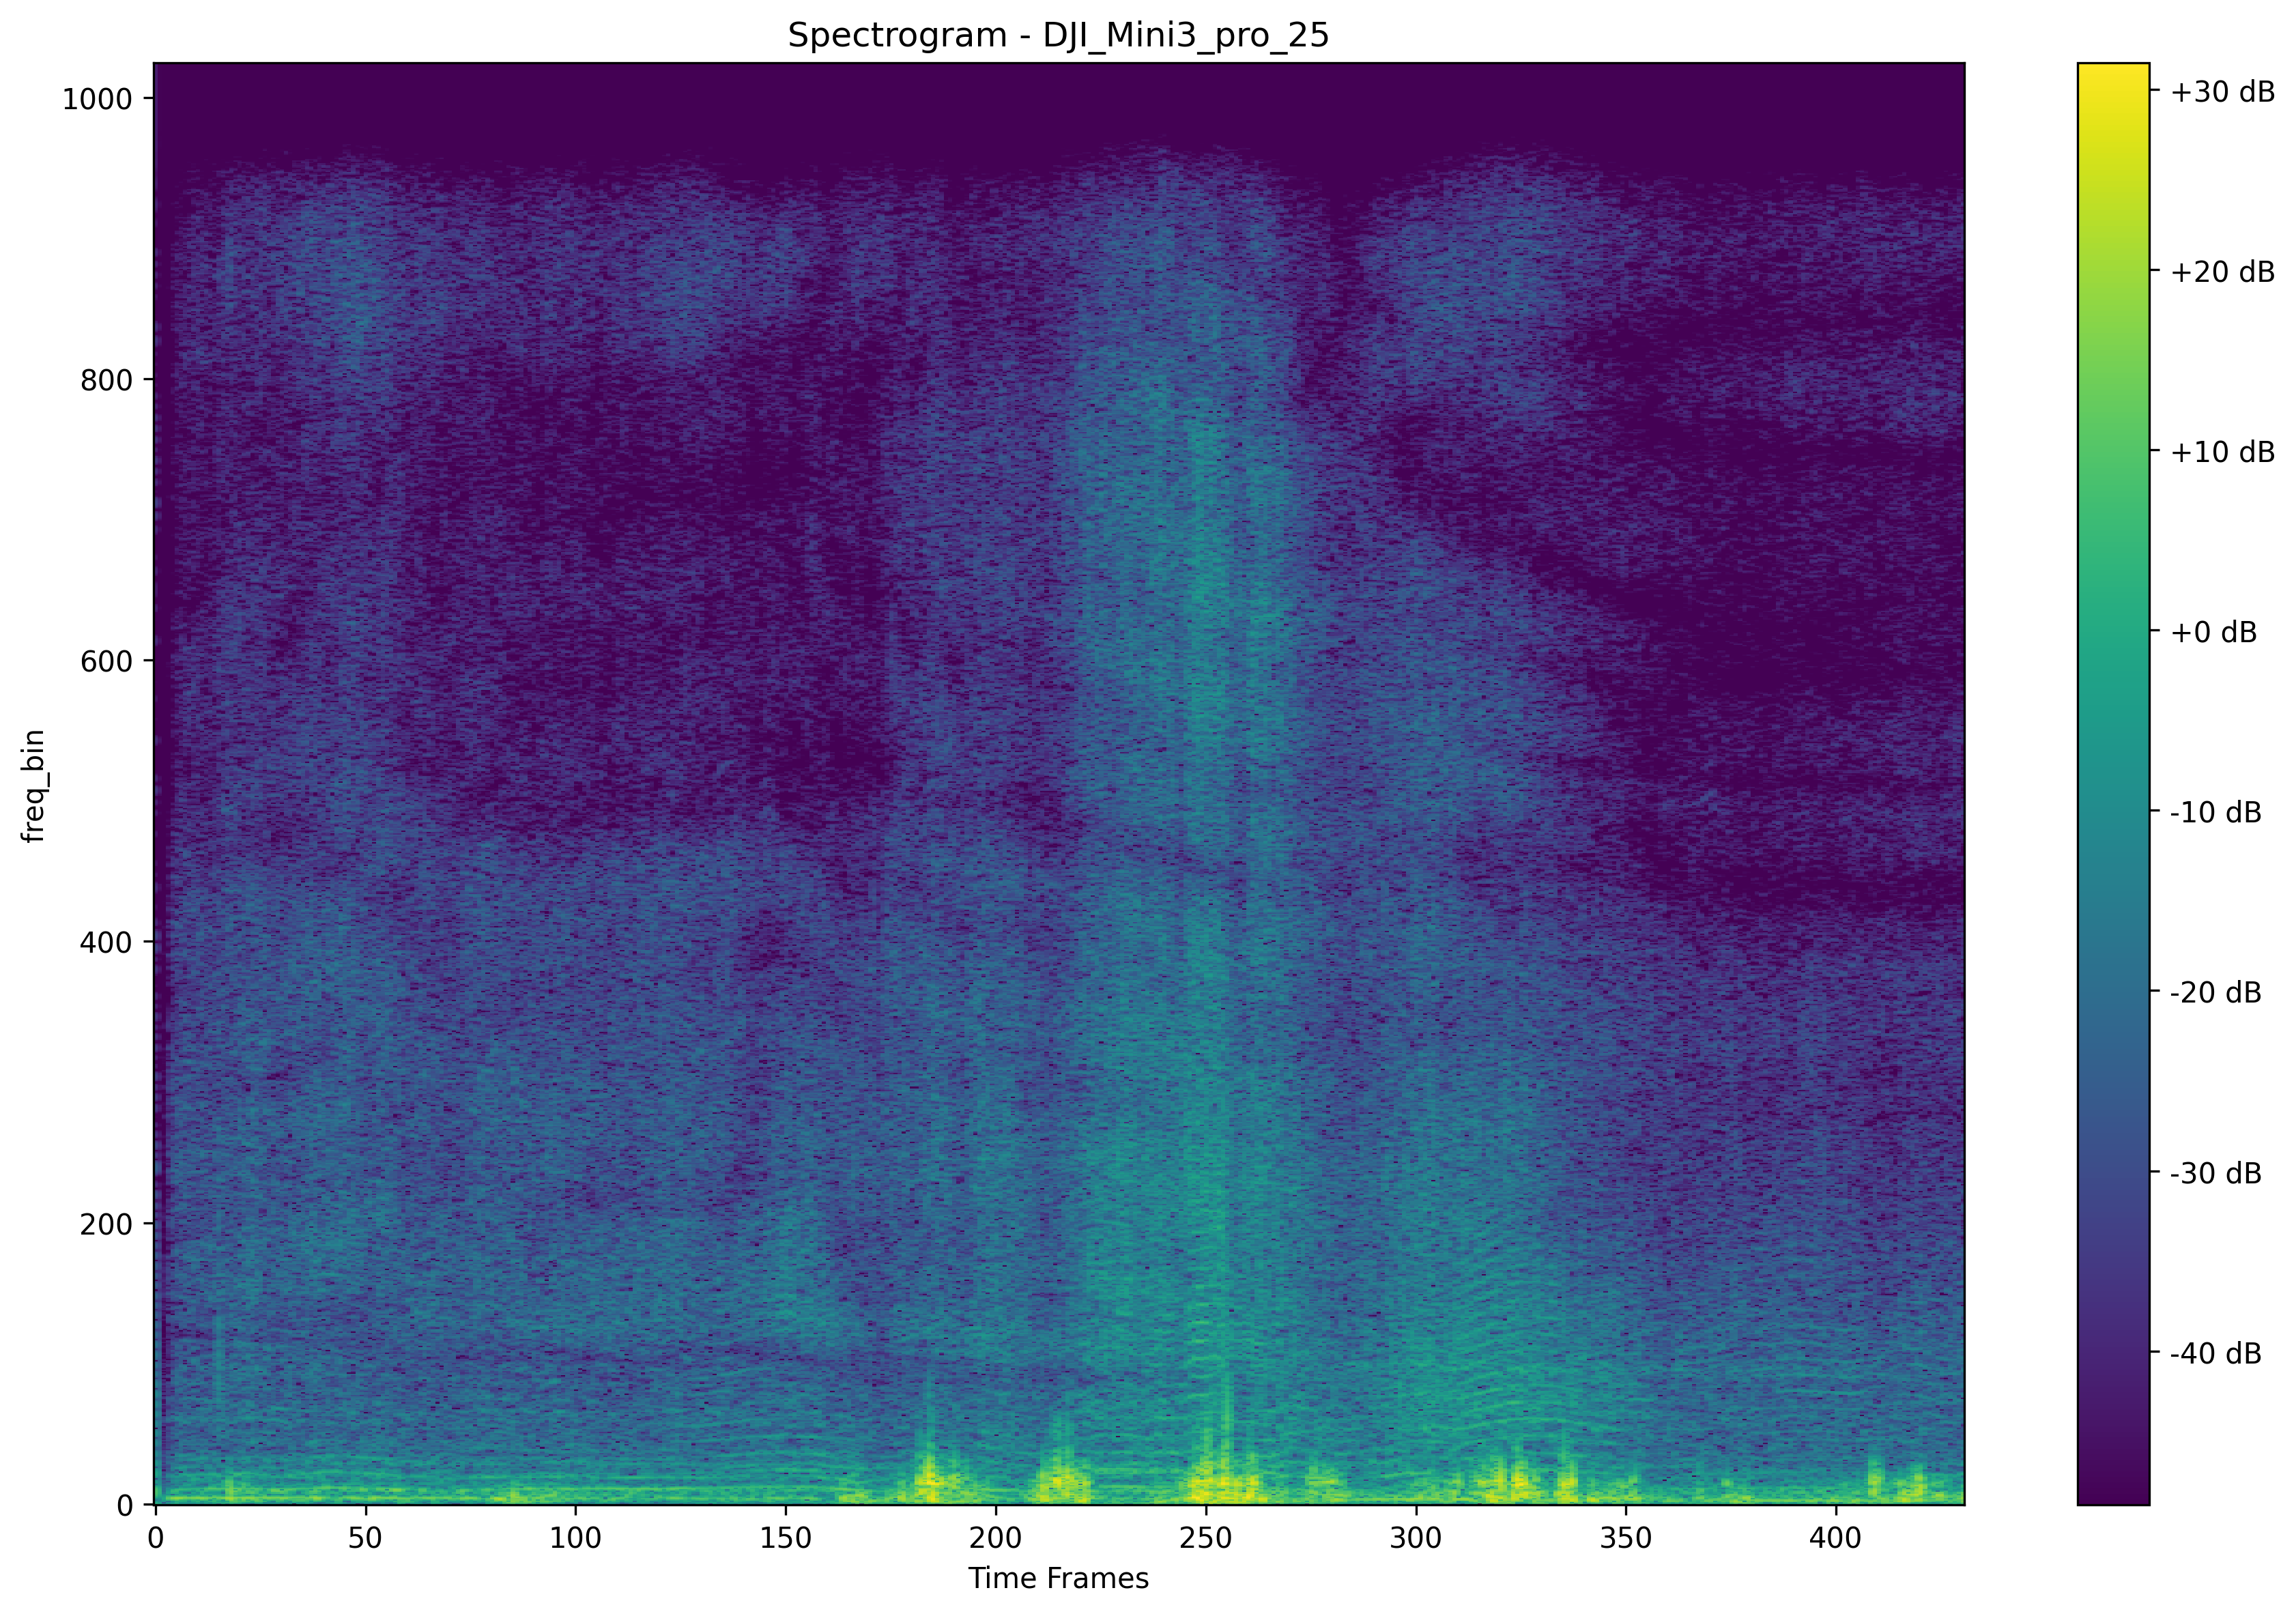 Spectrogram - DJI_Mini3_pro_25
1000
800
600
400
200
0
freq_bin
0 50 100 150 200 250 300 350 400
Time Frames
+30 dB
+20 dB
+10 dB
+0 dB
-10 dB
-20 dB
-30 dB
-40 dB